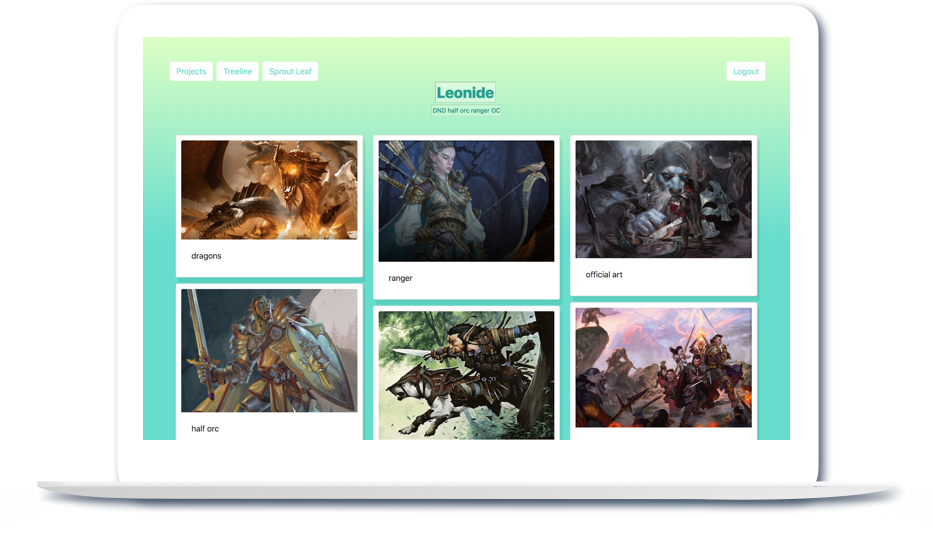 Projects Treeline Sprout Leaf Logout
Leonide
DND half orc ranger OC
dragons
ranger
official art
half orc